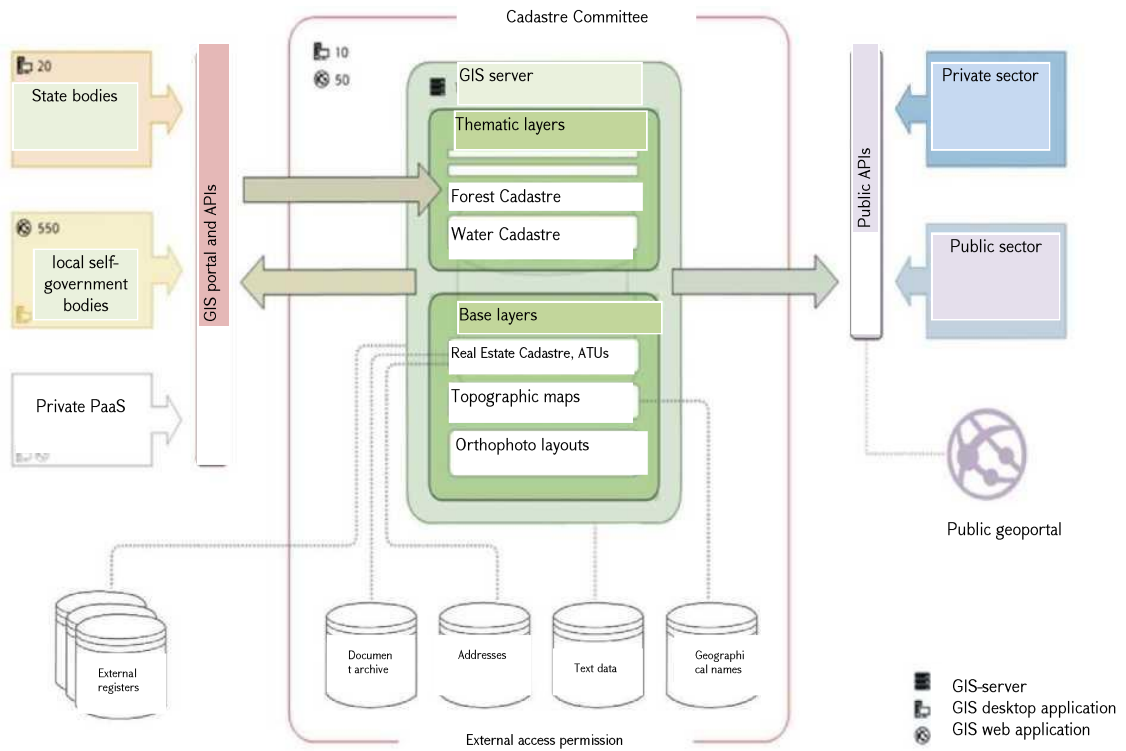 Cadastre Committee
20
State bodies
550
local self-
government
bodies
Private PaaS
GIS portal and APIs
10
50
GIS server
Thematic layers
Forest Cadastre
Water Cadastre
Base layers
Real Estate Cadastre, ATUs
Topographic maps
Orthophoto layouts
Public APIs
Private sector
Public sector
Public geoportal
External
registers
Documen
t archive
Addresses
Text data
Geographi
cal names
External access permission
GIS-server
GIS desktop application
GIS web application